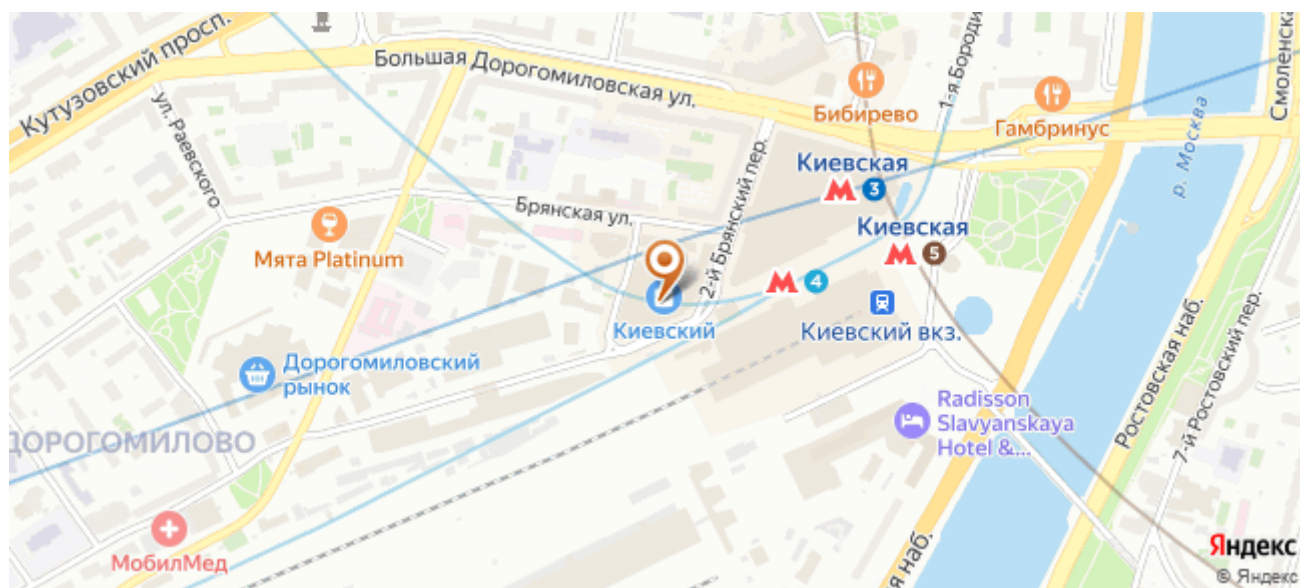 Кутузовский просп.
Большая Дорогомиловская ул.
1-я Бороди
Смоленская
Бибирево
Гамбринус
ул. Раевского
р. Москва
Киевская
3
Брянская ул.
2-й Брянский пер.
Киевская
5
Мята Platinum
4
Киевский
Киевский вкз.
Дорогомиловский
рынок
Ростовская наб.
7-й Ростовский пер.
Radisson
Slavyanskaya
Hotel &...
ДОРОГОМИЛОВО
МобилМед
я наб.
Яндекс
© Яндекс